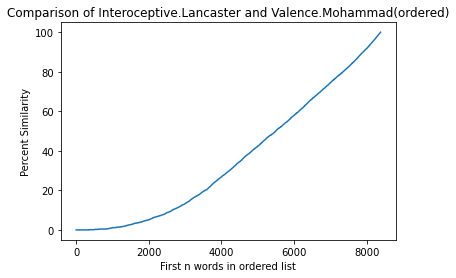 Comparison of Interoceptive.Lancaster and Valence.Mohammad(ordered)
100
80
60
40
20
0
Percent Similarity
0 2000 4000 6000 8000
First n words in ordered list